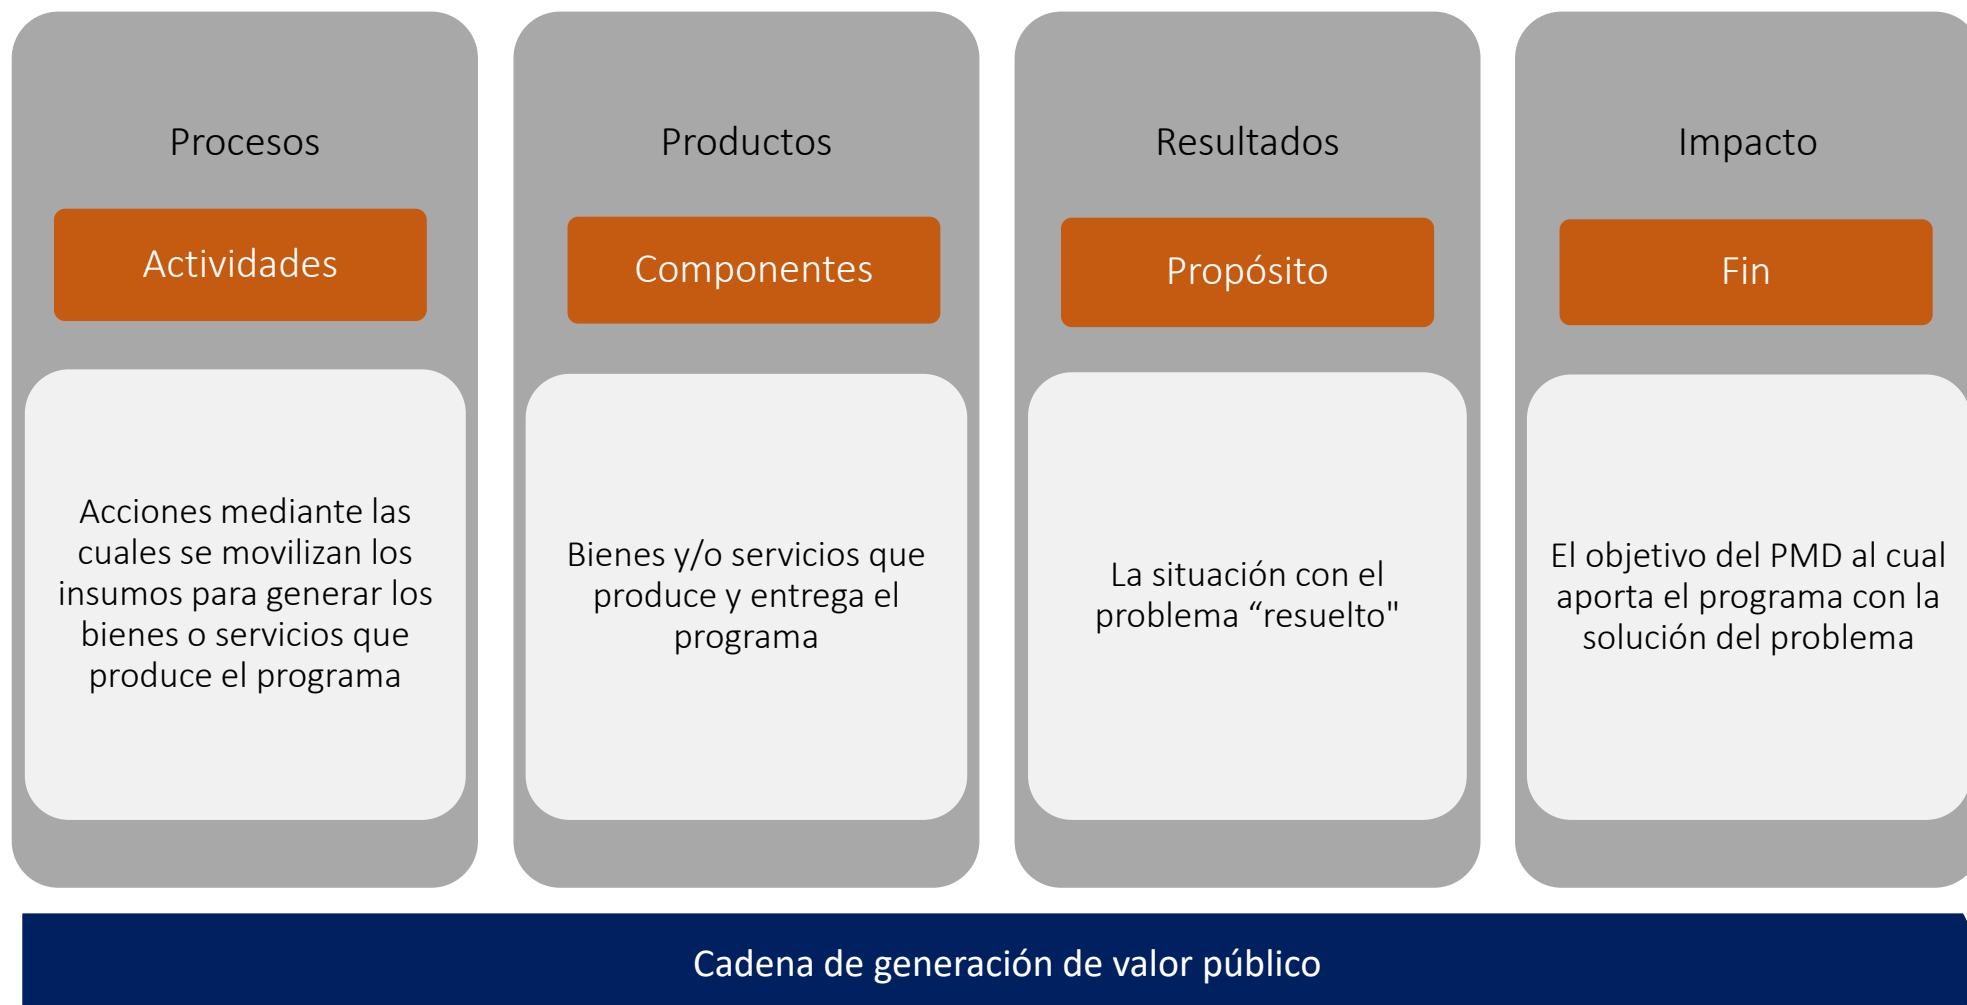 Procesos
Actividades
Acciones mediante las
cuales se movilizan los
insumos para generar los
bienes o servicios que
produce el programa
Productos
Componentes
Bienes y/o servicios que
produce y entrega el
programa
Resultados
Propósito
La situación con el
problema “resuelto"
Impacto
Fin
El objetivo del PMD al cual
aporta el programa con la
solución del problema
Cadena de generación de valor público